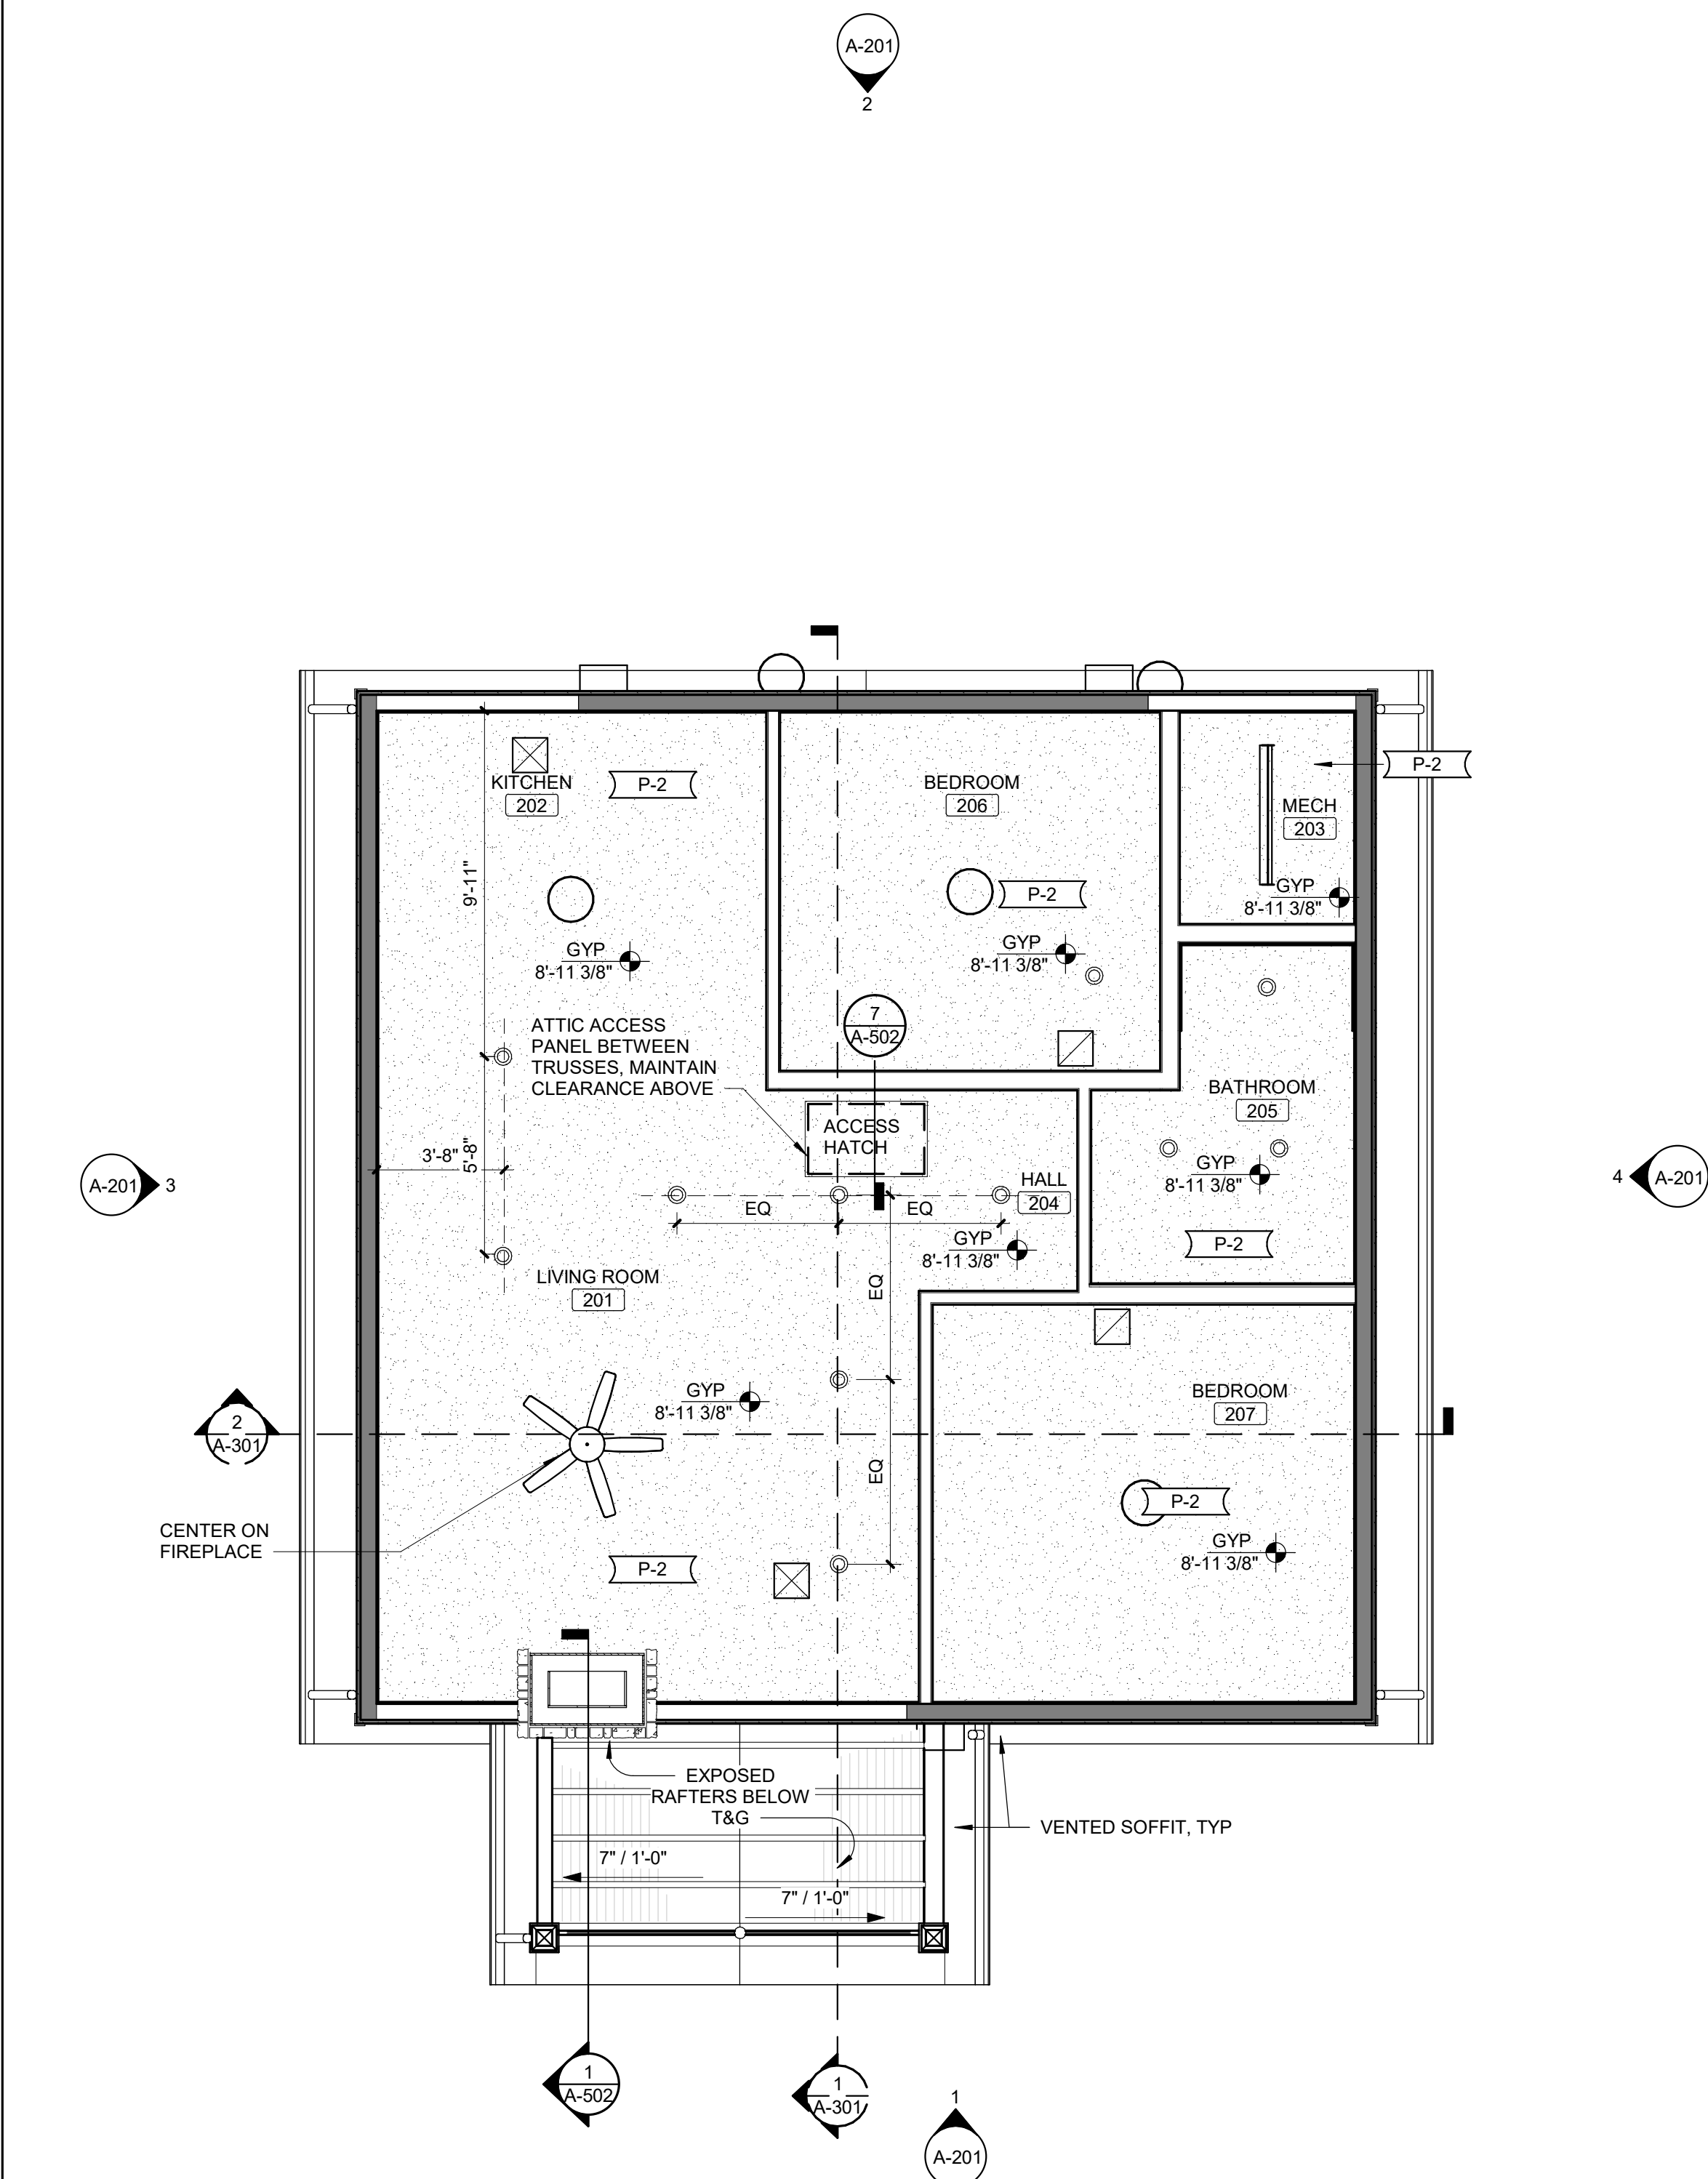 A-201
2
KITCHEN
202
P-2
BEDROOM
206
P-2
MECH
203
P-2
9'-11"
GYP
8'-11 3/8"
GYP
8'-11 3/8"
GYP
8'-11 3/8"
7
A-502
ATTIC ACCESS
PANEL BETWEEN
TRUSSES, MAINTAIN
CLEARANCE ABOVE
ACCESS
HATCH
BATHROOM
205
GYP
8'-11 3/8"
P-2
A-201
3
3'-8"
5'-8"
EQ
EQ
HALL
204
GYP
8'-11 3/8"
4
A-201
LIVING ROOM
201
EQ
GYP
8'-11 3/8"
EQ
BEDROOM
207
2
A-301
P-2
GYP
8'-11 3/8"
CENTER ON
FIREPLACE
P-2
EXPOSED
RAFTERS BELOW
T&G
VENTED SOFFIT, TYP
7" / 1'-0"
7" / 1'-0"
1
A-502
1
A-301
1
A-201